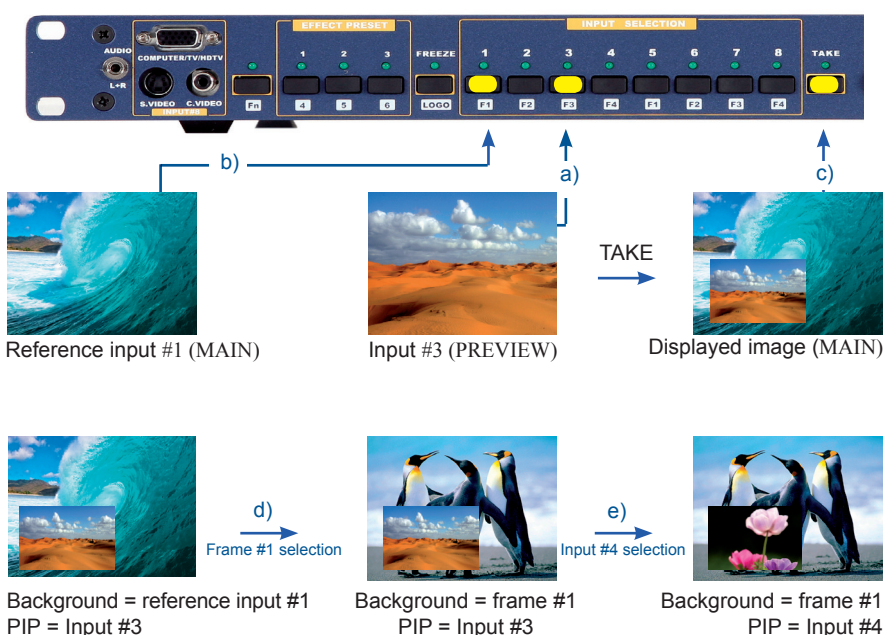 EFFECT PRESET
INPUT SELECTION
AUDIO
COMPUTER/TV/HDTV
1 2 3 FREEZE 1 2 3 4 5 6 7 8 TAKE
L+R
S.VIDEO C.VIDEO
INPUT#8
Fn 4 5 6 LOGO F1 F2 F3 F4 F1 F2 F3 F4
b) a) c)
TAKE
Reference input #1 (MAIN)
Input #3 (PREVIEW)
Displayed image (MAIN)
d)
Frame #1 selection
e)
Input #4 selection
Background = reference input #1
PIP = Input #3
Background = frame #1
PIP = Input #3
Background = frame #1
PIP = Input #4